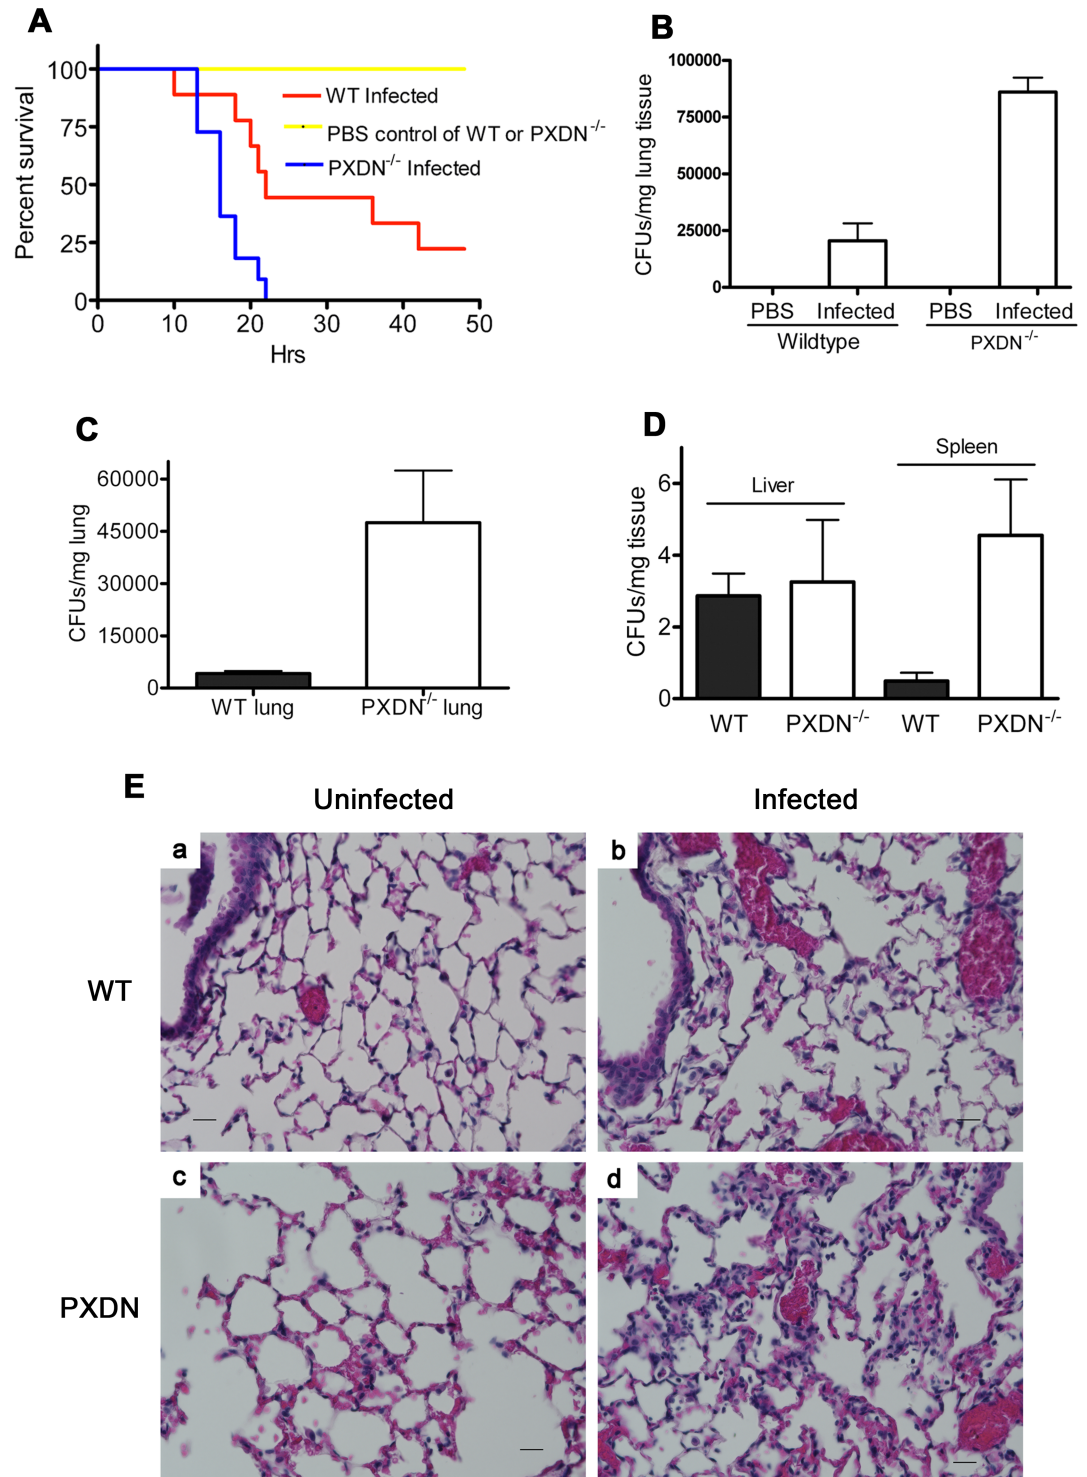 A
Percent survival
100
75
50
25
0
0 10 20 30 40 50
Hrs
WT Infected
PBS control of WT or PXDN-/-
PXDN-/- Infected
B
CFUs/mg lung tissue
100000
75000
50000
25000
0
PBS Infected PBS Infected
Wildtype PXDN-/-
C
CFUs/mg lung
60000
45000
30000
15000
0
WT lung PXDN-/- lung
D
CFUs/mg tissue
6
4
2
0
Liver
Spleen
WT PXDN-/- WT PXDN-/-
E
Uninfected Infected
a b
WT
c d
PXDN